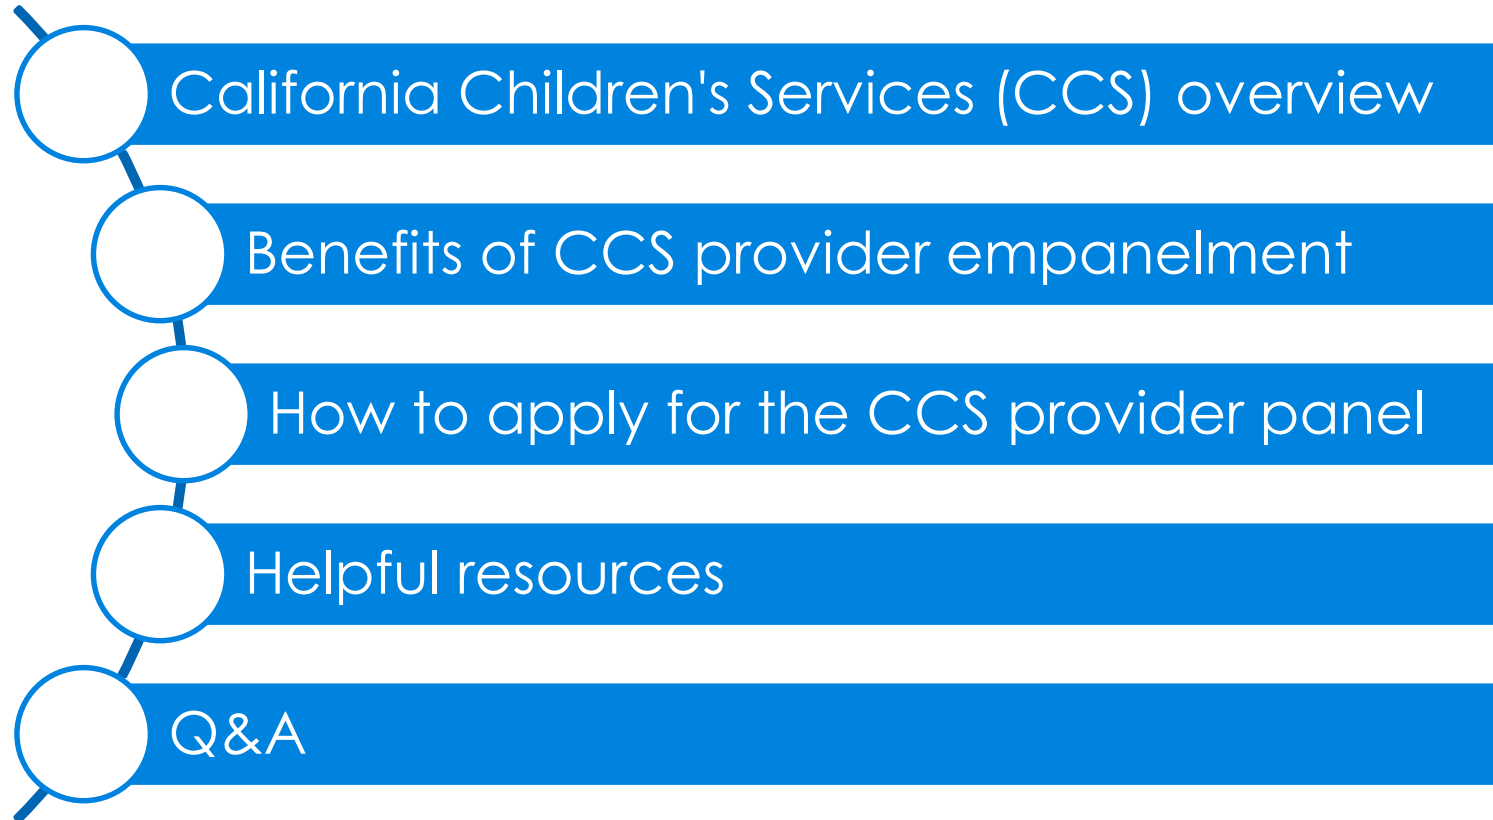 California Children's Services (CCS) overview
Benefits of CCS provider empanelment
How to apply for the CCS provider panel
Helpful resources
Q&A